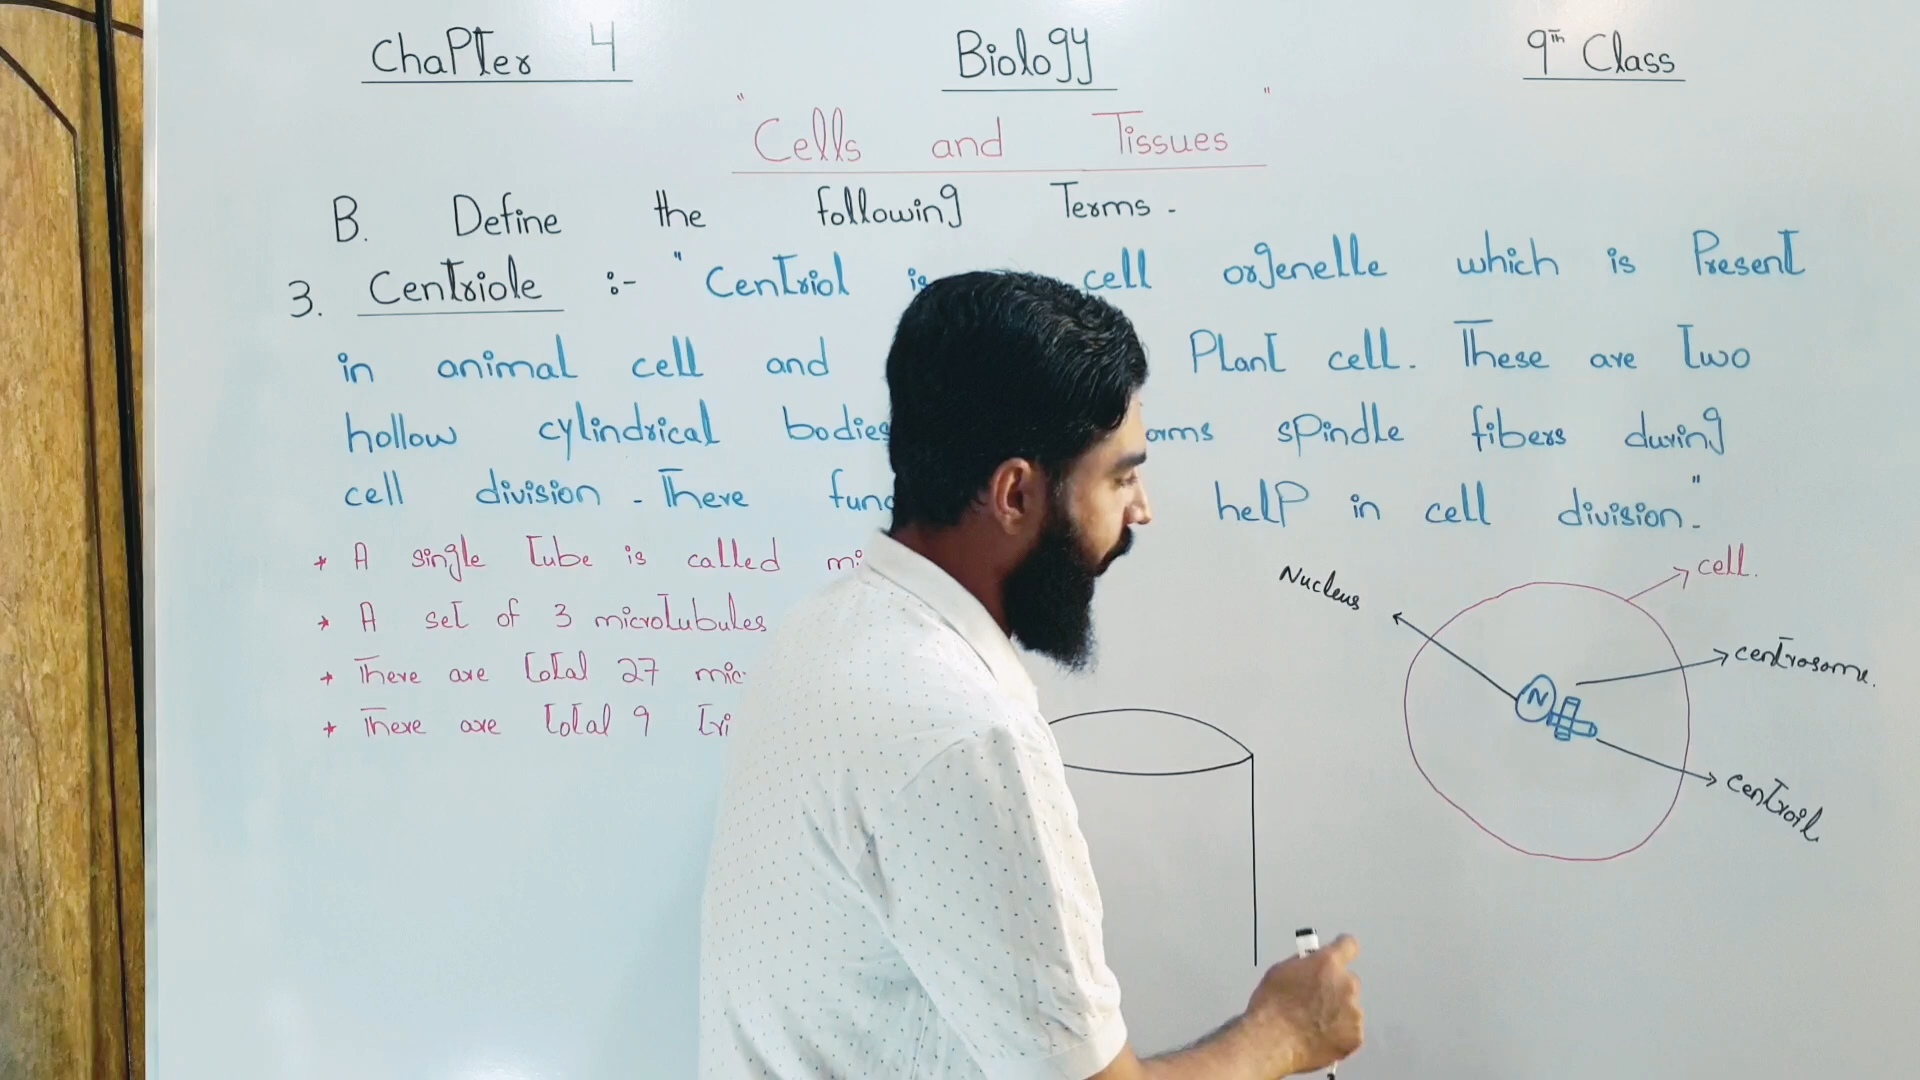 Chapter 4 Biology 9th Class
"Cells and Tissues"
B. Define the following Terms.
3. Centriole :- "Centriol is cell orgenelle which is Present
in animal cell and Plant cell. These are two
hollow cylindrical bodies spindle fibers during
cell division. There help in cell division."
* A single tube is called
* A set of 3 microtubules
* There are total 27
* There are total 9
cell.
Nucleus
centrosome.
N
centroil